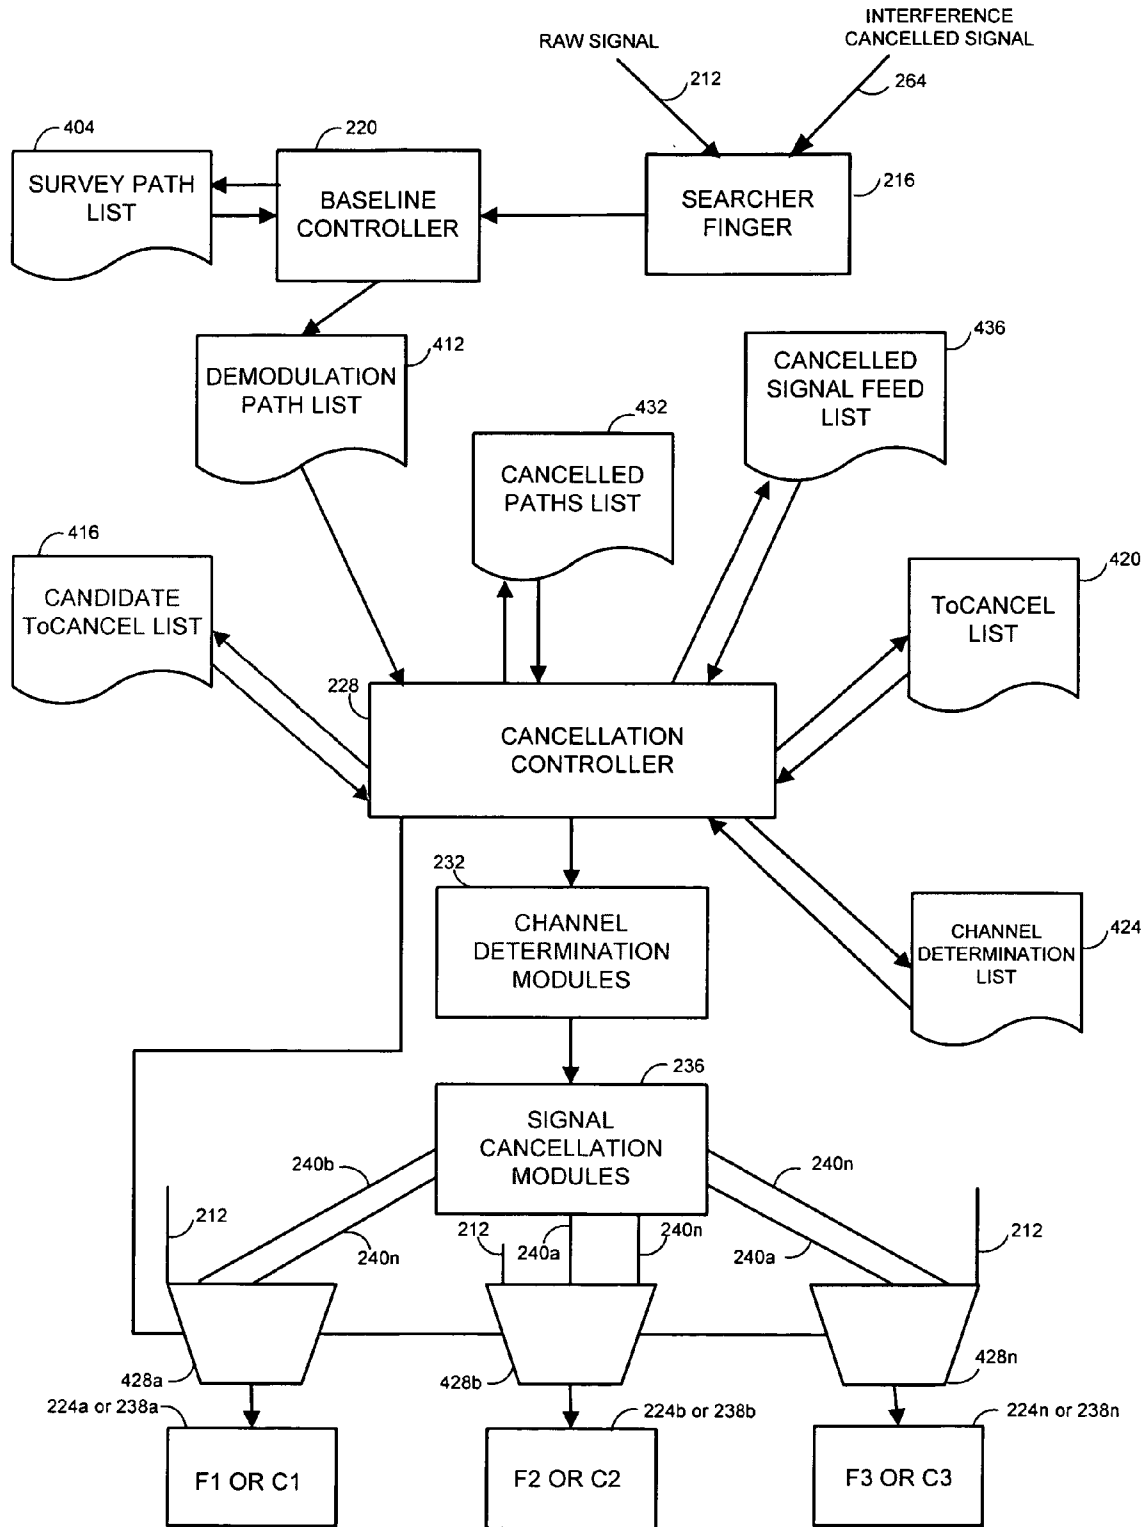 RAW SIGNAL
INTERFERENCE
CANCELLED SIGNAL
212
264
404
220
216
SURVEY PATH
LIST
BASELINE
CONTROLLER
SEARCHER
FINGER
412
436
DEMODULATION
PATH LIST
CANCELLED
SIGNAL FEED
LIST
432
CANCELLED
PATHS LIST
416
420
CANDIDATE
ToCANCEL LIST
ToCANCEL
LIST
228
CANCELLATION
CONTROLLER
232
424
CHANNEL
DETERMINATION
MODULES
CHANNEL
DETERMINATION
LIST
236
SIGNAL
CANCELLATION
MODULES
240b
240n
212
240n
212
240a
240n
240a
212
428a
428b
428n
224a or 238a
224b or 238b
224n or 238n
F1 OR C1
F2 OR C2
F3 OR C3